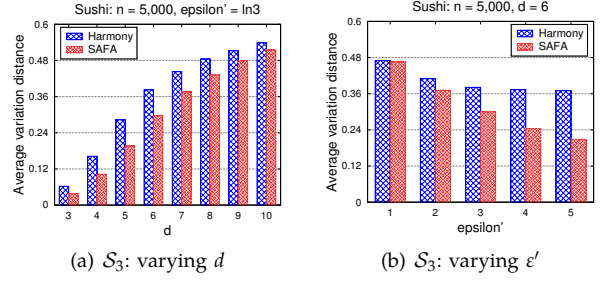 Sushi: n = 5,000, epsilon' = ln3
Average variation distance
0.6
0.48
0.36
0.24
0.12
0
Harmony
SAFA
3 4 5 6 7 8 9 10
d
(a) S₃: varying d
Sushi: n = 5,000, d = 6
Average variation distance
0.6
0.48
0.36
0.24
0.12
0
Harmony
SAFA
1 2 3 4 5
epsilon'
(b) S₃: varying ε′